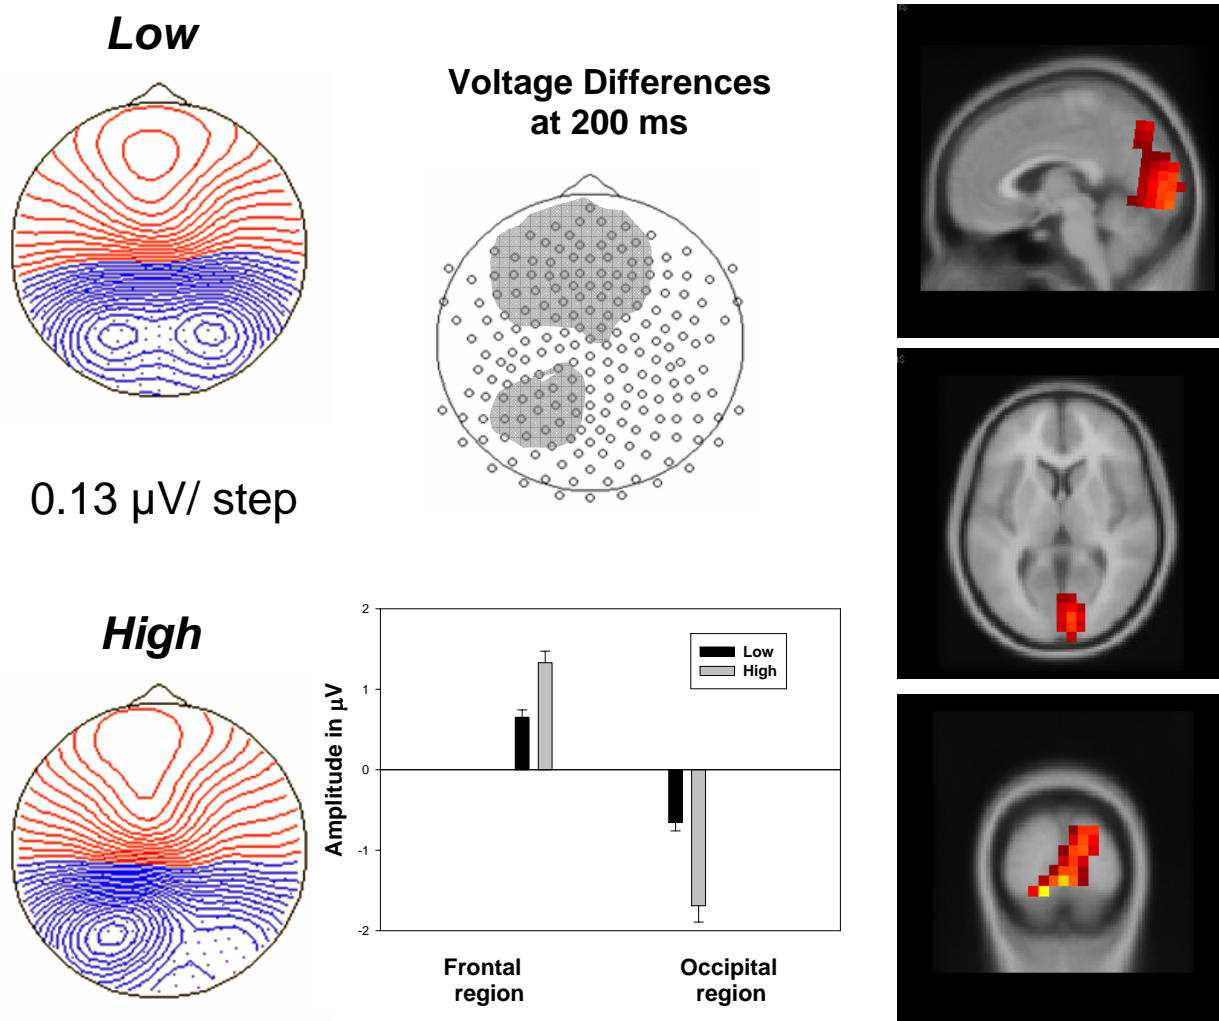 Low
Voltage Differences
at 200 ms
0.13 µV/ step
High
Amplitude in µV
2
1
0
-1
-2
Low
High
Frontal
region
Occipital
region